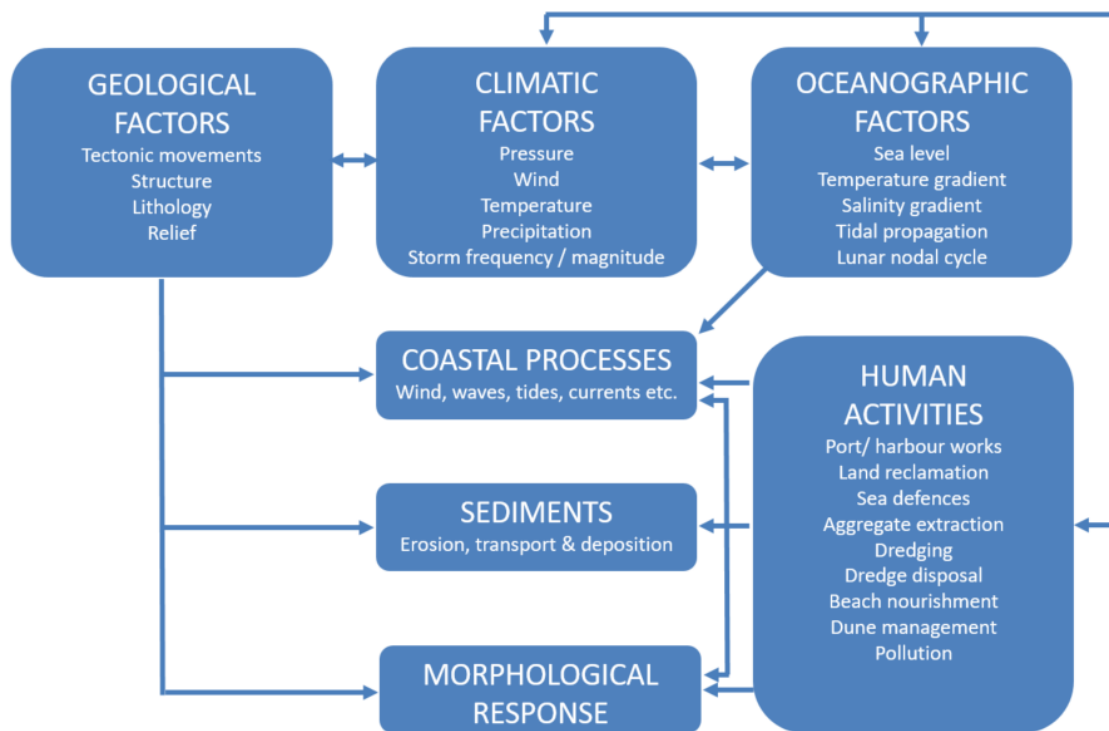 GEOLOGICAL
FACTORS
Tectonic movements
Structure
Lithology
Relief
CLIMATIC
FACTORS
Pressure
Wind
Temperature
Precipitation
Storm frequency / magnitude
OCEANOGRAPHIC
FACTORS
Sea level
Temperature gradient
Salinity gradient
Tidal propagation
Lunar nodal cycle
COASTAL PROCESSES
Wind, waves, tides, currents etc.
SEDIMENTS
Erosion, transport & deposition
MORPHOLOGICAL
RESPONSE
HUMAN
ACTIVITIES
Port/ harbour works
Land reclamation
Sea defences
Aggregate extraction
Dredging
Dredge disposal
Beach nourishment
Dune management
Pollution